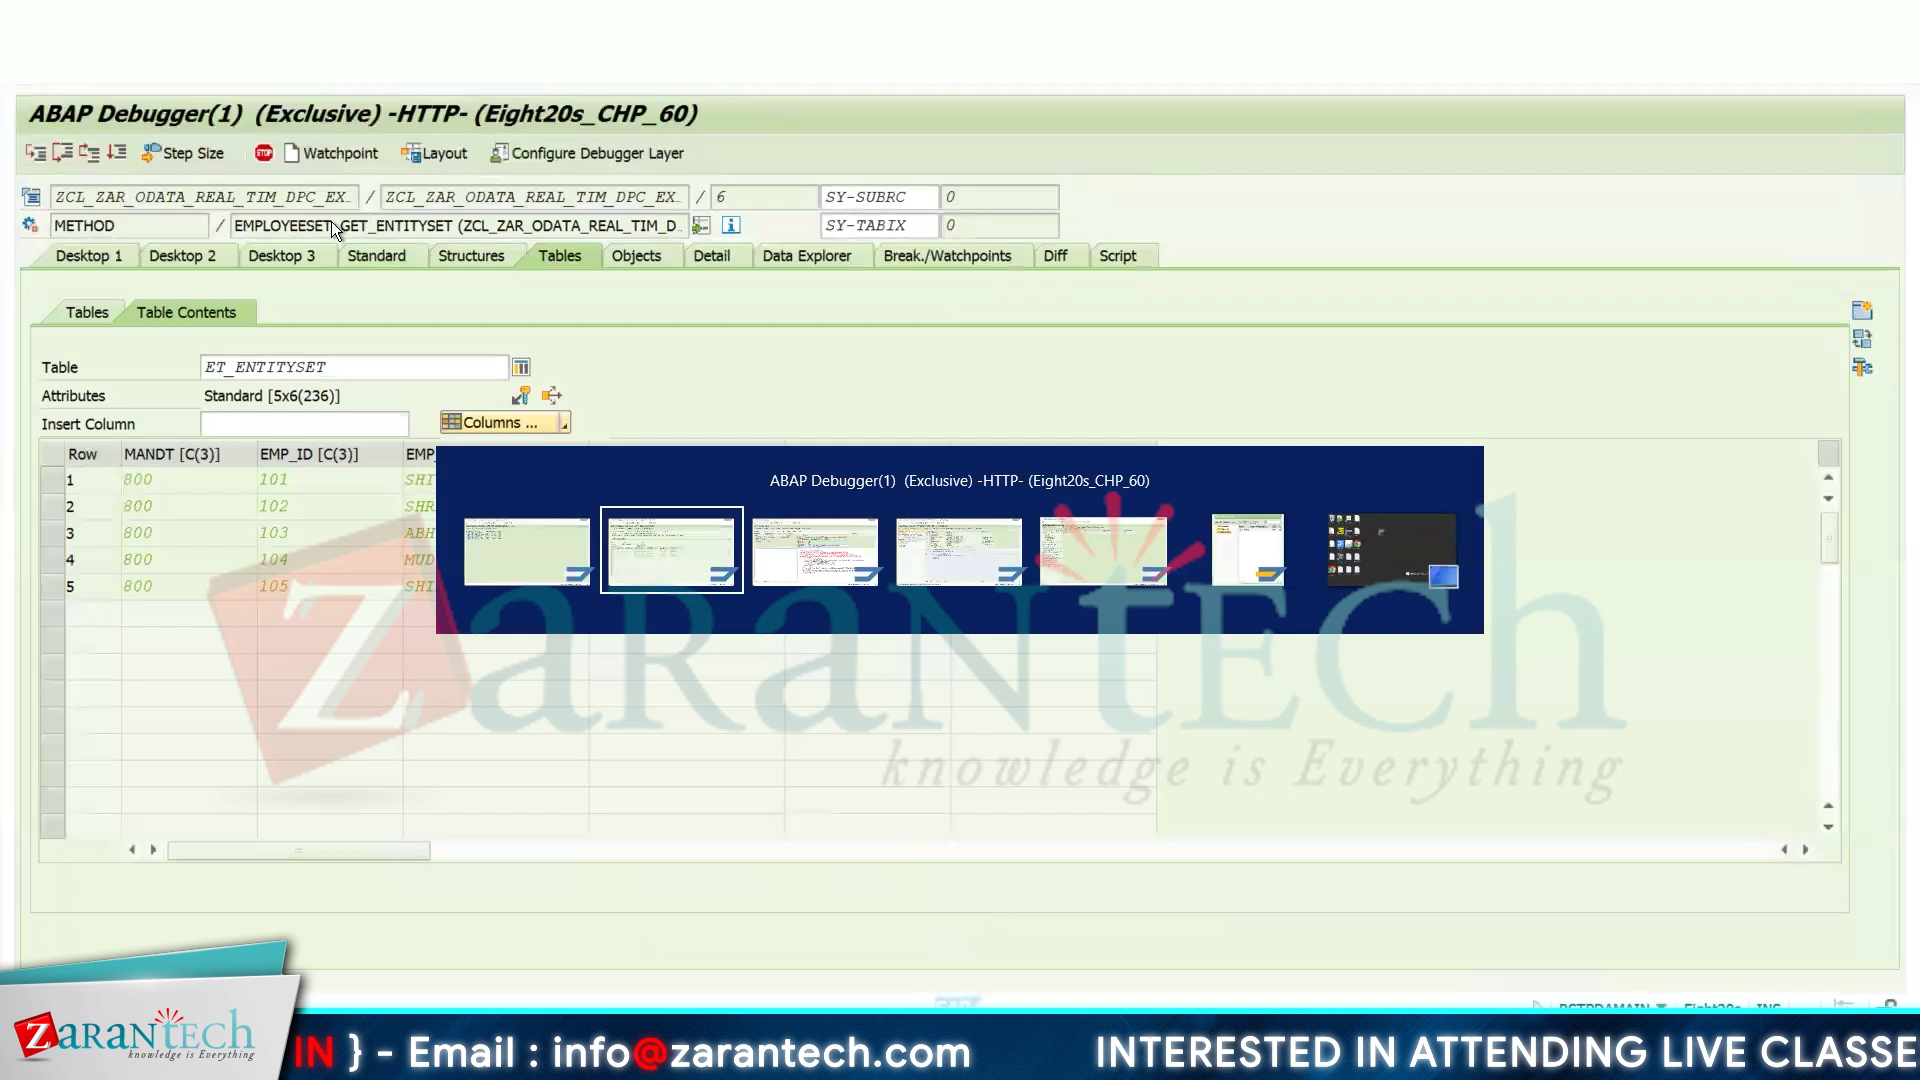 ABAP Debugger(1) (Exclusive) -HTTP- (Eight20s_CHP_60)
Step Size STOP Watchpoint Layout Configure Debugger Layer
ZCL_ZAR_ODATA_REAL_TIM_DPC_EX. / ZCL_ZAR_ODATA_REAL_TIM_DPC_EX. / 6 SY-SUBRC 0
METHOD / EMPLOYEESET_GET_ENTITYSET (ZCL_ZAR_ODATA_REAL_TIM_D. SY-TABIX 0
Desktop 1 Desktop 2 Desktop 3 Standard Structures Tables Objects Detail Data Explorer Break./Watchpoints Diff Script
Tables Table Contents
Table ET_ENTITYSET
Attributes Standard [5x6(236)]
Insert Column Columns ...
Row MANDT [C(3)] EMP_ID [C(3)] EMP
1 800 101 SHI
2 800 102 SHR
3 800 103 ABH
4 800 104 MUD
5 800 105 SHI
ABAP Debugger(1) (Exclusive) -HTTP- (Eight20s_CHP_60)
ZaraNtech
knowledge is Everything
SAP
Eight20s INS
ZaraNtech
knowledge is Everything
IN } - Email : info@zarantech.com INTERESTED IN ATTENDING LIVE CLASSE